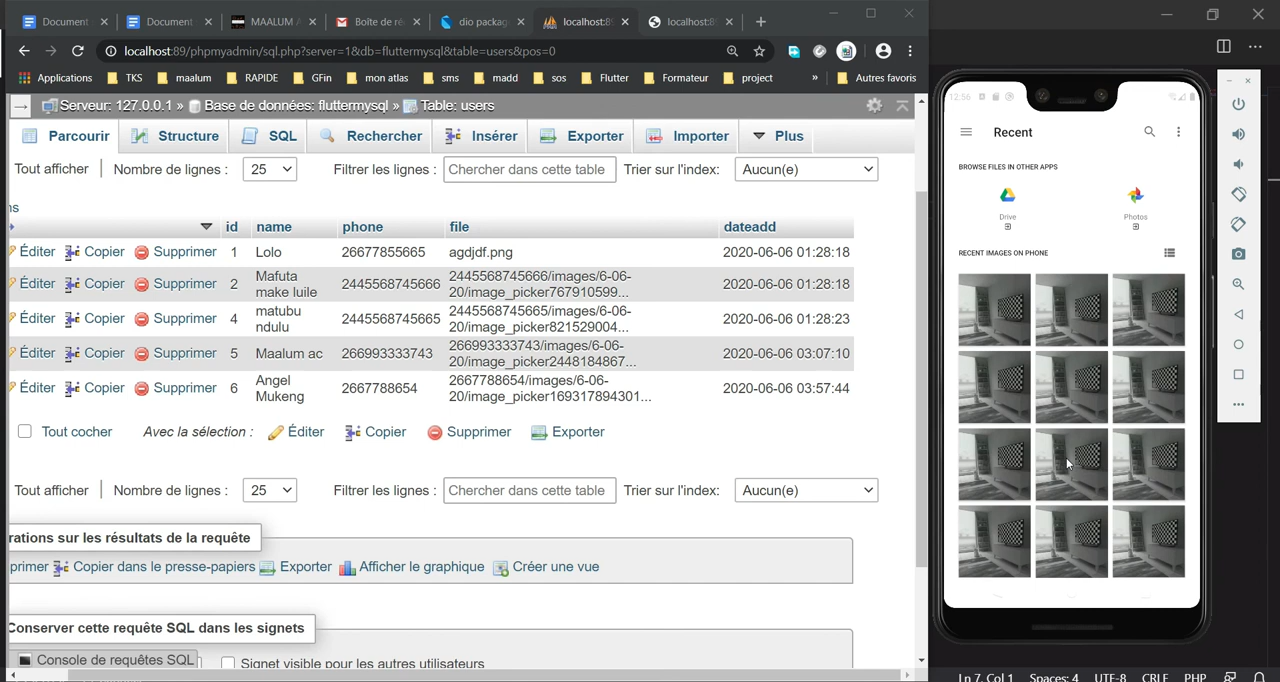 Document
Document
MAALUM A
Boîte de ré
dio packag
localhost:89
localhost:89
localhost:89/phpmyadmin/sql.php?server=1&db=fluttermysql&table=users&pos=0
Applications TKS maalum RAPIDE GFin mon atlas sms madd sos Flutter Formateur project » Autres favoris
Serveur: 127.0.0.1 » Base de données: fluttermysql » Table: users
Parcourir Structure SQL Rechercher Insérer Exporter Importer Plus
Tout afficher Nombre de lignes : 25 Filtrer les lignes : Chercher dans cette table Trier sur l'index: Aucun(e)
ns
id name phone file dateadd
Éditer Copier Supprimer 1 Lolo 26677855665 agdjdf.png 2020-06-06 01:28:18
Éditer Copier Supprimer 2 Mafuta make luile 2445568745666 2445568745666/images/6-06-20/image_picker767910599... 2020-06-06 01:28:18
Éditer Copier Supprimer 4 matubu ndulu 2445568745665 2445568745665/images/6-06-20/image_picker821529004... 2020-06-06 01:28:23
Éditer Copier Supprimer 5 Maalum ac 266993333743 266993333743/images/6-06-20/image_picker2448184867... 2020-06-06 03:07:10
Éditer Copier Supprimer 6 Angel Mukeng 2667788654 2667788654/images/6-06-20/image_picker169317894301... 2020-06-06 03:57:44
Tout cocher Avec la sélection : Éditer Copier Supprimer Exporter
Tout afficher Nombre de lignes : 25 Filtrer les lignes : Chercher dans cette table Trier sur l'index: Aucun(e)
rations sur les résultats de la requête
primer Copier dans le presse-papiers Exporter Afficher le graphique Créer une vue
Conserver cette requête SQL dans les signets
Console de requêtes SQL
Signet visible pour les autres utilisateurs
12:56
Recent
BROWSE FILES IN OTHER APPS
Drive Photos
RECENT IMAGES ON PHONE
Ln 7, Col 1 Spaces: 4 UTF-8 CRLF PHP